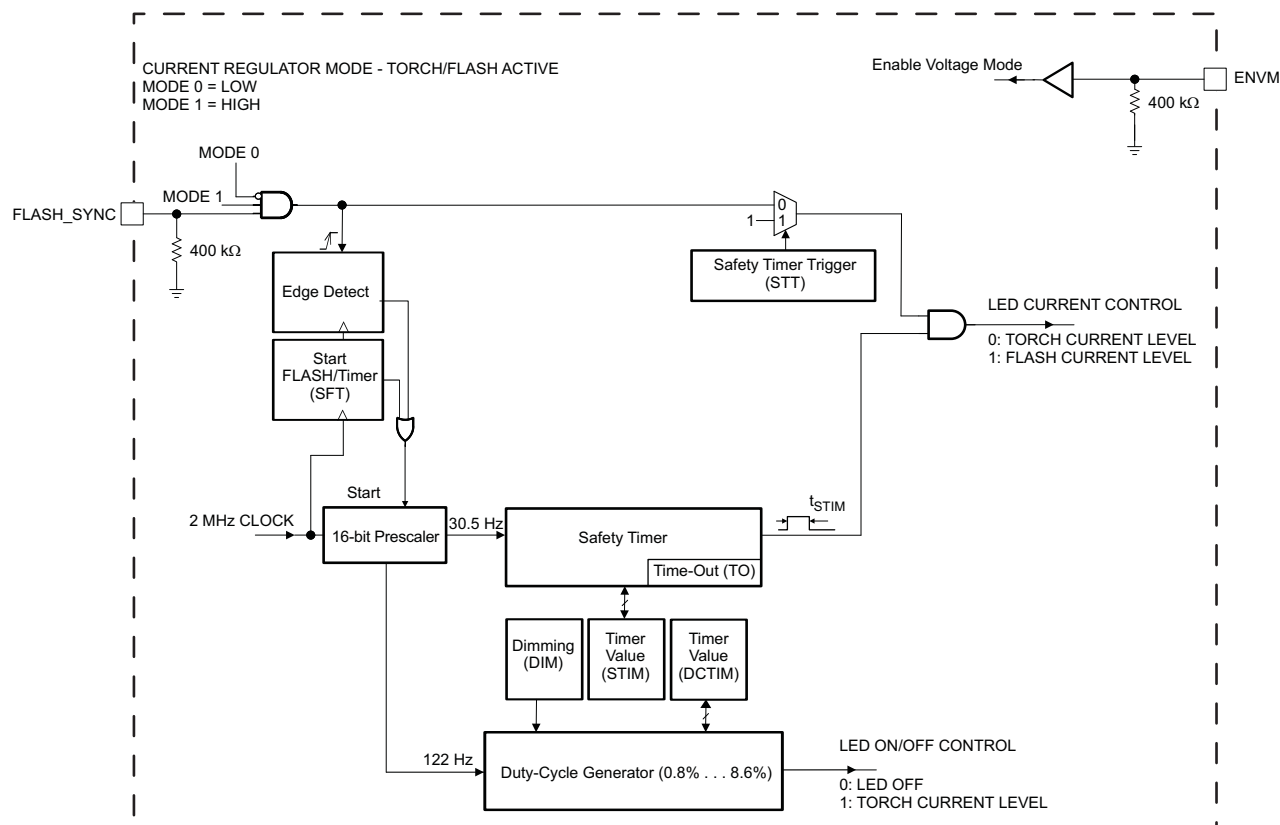 CURRENT REGULATOR MODE - TORCH/FLASH ACTIVE
MODE 0 = LOW
MODE 1 = HIGH
Enable Voltage Mode
ENVM
400 kΩ
MODE 0
MODE 1
FLASH_SYNC
400 kΩ
0
1
1
Safety Timer Trigger
(STT)
Edge Detect
Start
FLASH/Timer
(SFT)
LED CURRENT CONTROL
0: TORCH CURRENT LEVEL
1: FLASH CURRENT LEVEL
Start
2 MHz CLOCK
16-bit Prescaler
30.5 Hz
Safety Timer
Time-Out (TO)
tSTIM
Dimming
(DIM)
Timer
Value
(STIM)
Timer
Value
(DCTIM)
122 Hz
Duty-Cycle Generator (0.8% . . . 8.6%)
LED ON/OFF CONTROL
0: LED OFF
1: TORCH CURRENT LEVEL